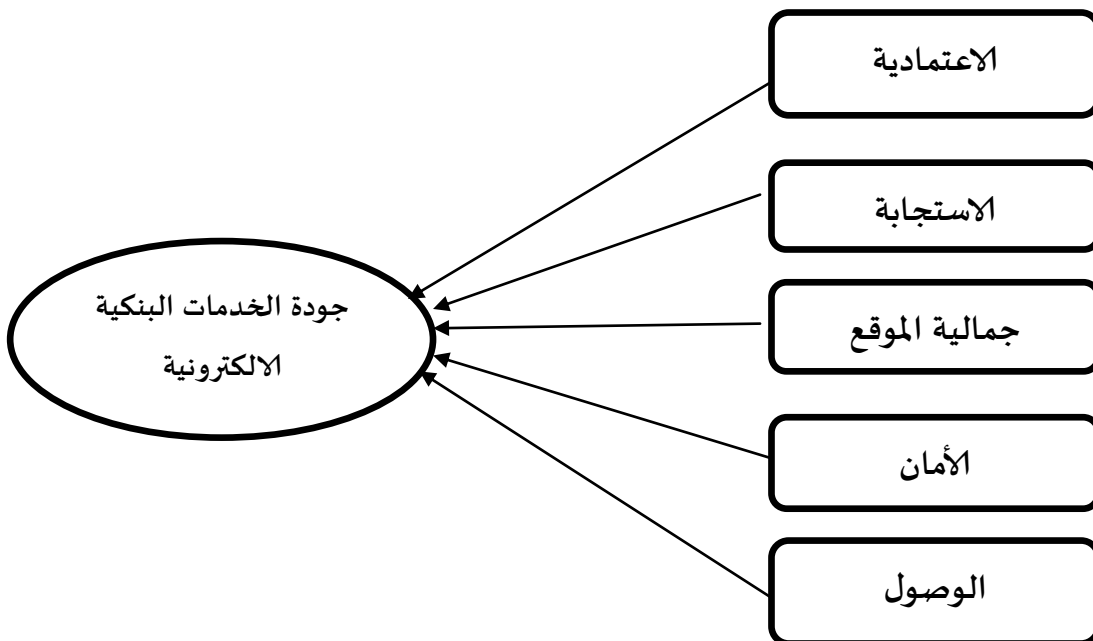 الاعتمادية
الاستجابة
جودة الخدمات البنكية
الالكترونية
جمالية الموقع
الأمان
الوصول